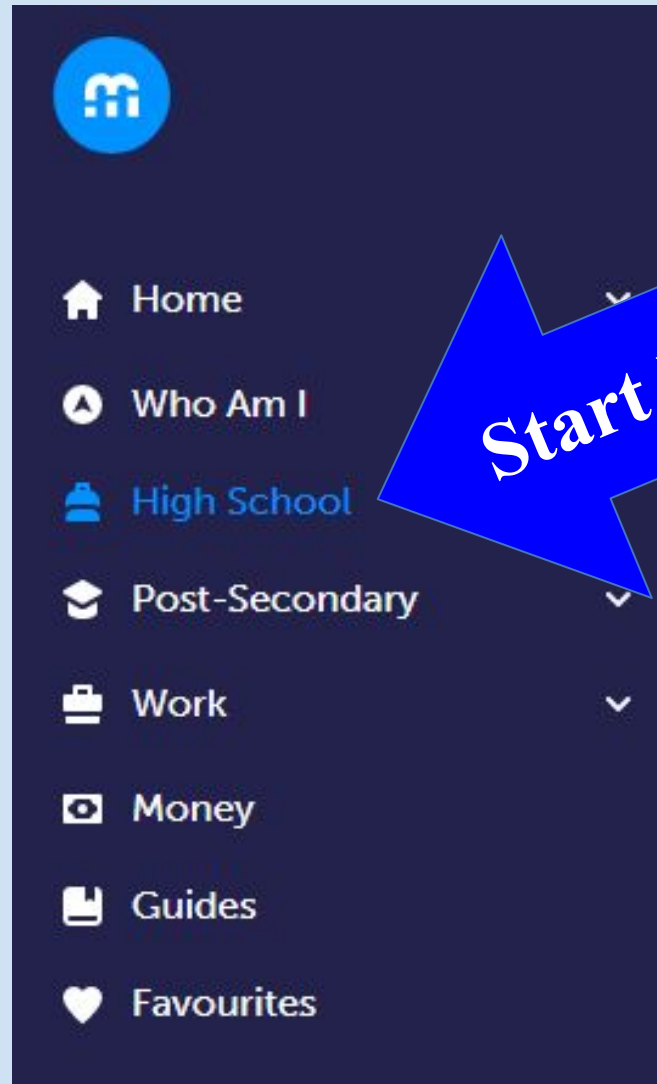 Home
Who Am I
High School
Start
Post-Secondary
Work
Money
Guides
Favourites